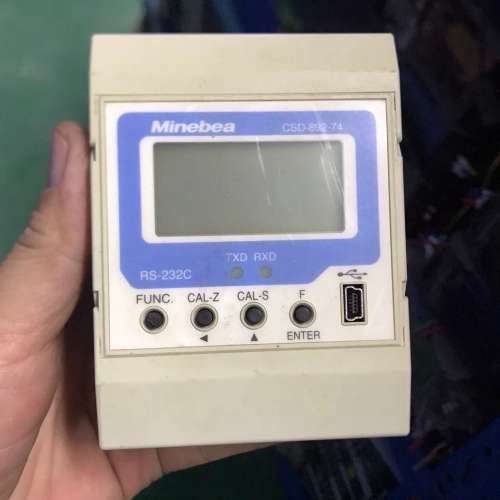 Minebea CSD-892-74
TXD RXD
RS-232C
FUNC. CAL-Z CAL-S F
◀ ▲ ENTER